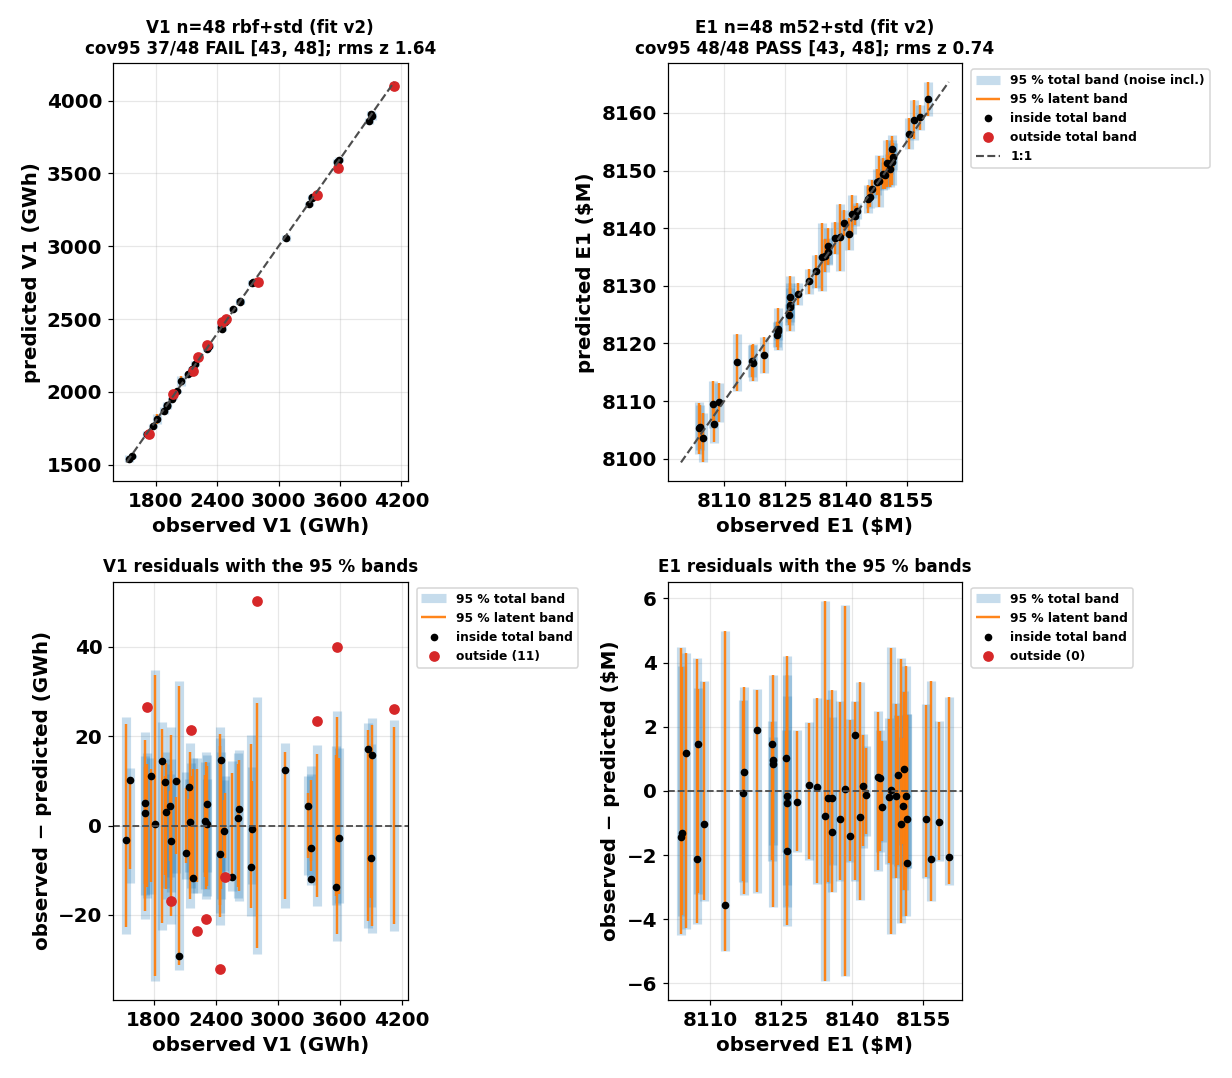 V1 n=48 rbf+std (fit v2)
cov95 37/48 FAIL [43, 48]; rms z 1.64
4000
3500
3000
2500
2000
1500
predicted V1 (GWh)
1800 2400 3000 3600 4200
observed V1 (GWh)
E1 n=48 m52+std (fit v2)
cov95 48/48 PASS [43, 48]; rms z 0.74
8160
8150
8140
8130
8120
8110
8100
predicted E1 ($M)
8110 8125 8140 8155
observed E1 ($M)
95 % total band (noise incl.)
95 % latent band
inside total band
outside total band
1:1
V1 residuals with the 95 % bands
40
20
0
−20
observed − predicted (GWh)
1800 2400 3000 3600 4200
observed V1 (GWh)
95 % total band
95 % latent band
inside total band
outside (11)
E1 residuals with the 95 % bands
6
4
2
0
−2
−4
−6
observed − predicted ($M)
8110 8125 8140 8155
observed E1 ($M)
95 % total band
95 % latent band
inside total band
outside (0)